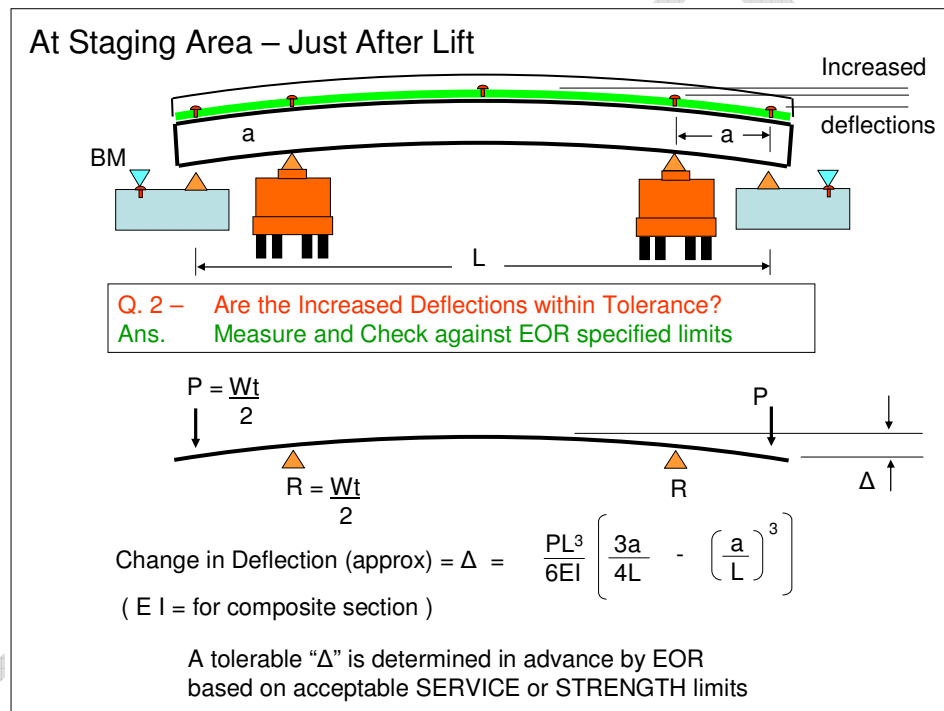 At Staging Area – Just After Lift
Increased
deflections
a
a
BM
L
Q. 2 – Are the Increased Deflections within Tolerance?
Ans. Measure and Check against EOR specified limits
P = Wt
2
P
R = Wt
2
R
Δ
Change in Deflection (approx) = Δ = PL³/6EI [ 3a/4L - (a/L)³ ]
( E I = for composite section )
A tolerable “Δ” is determined in advance by EOR
based on acceptable SERVICE or STRENGTH limits